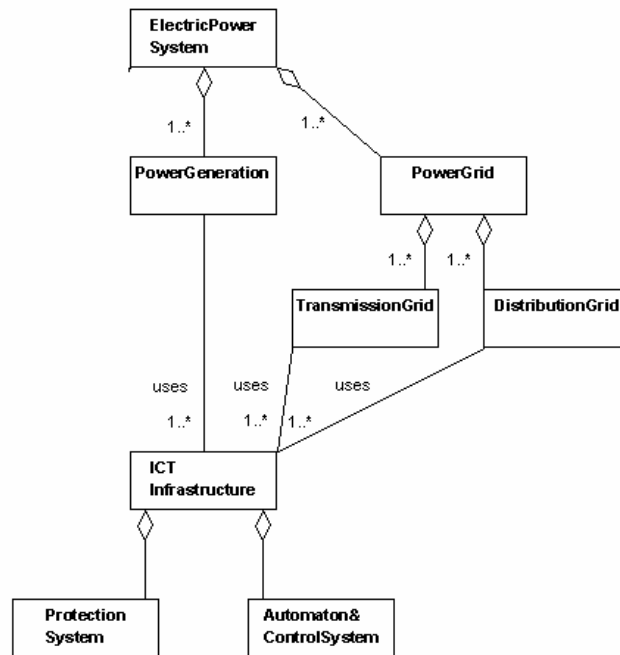 ElectricPower
System
1..*
1..*
PowerGeneration
PowerGrid
1..*
1..*
TransmissionGrid
DistributionGrid
uses
uses
uses
1..*
1..*
1..*
ICT
Infrastructure
Protection
System
Automaton&
ControlSystem